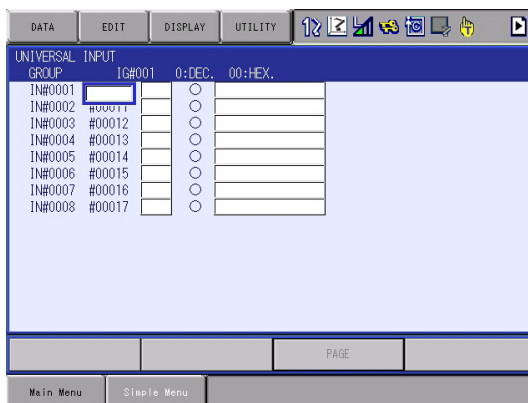 DATA EDIT DISPLAY UTILITY
UNIVERSAL INPUT
GROUP IG#001 0:DEC. 00:HEX.
IN#0001
IN#0002 #00011
IN#0003 #00012
IN#0004 #00013
IN#0005 #00014
IN#0006 #00015
IN#0007 #00016
IN#0008 #00017
PAGE
Main Menu Simple Menu